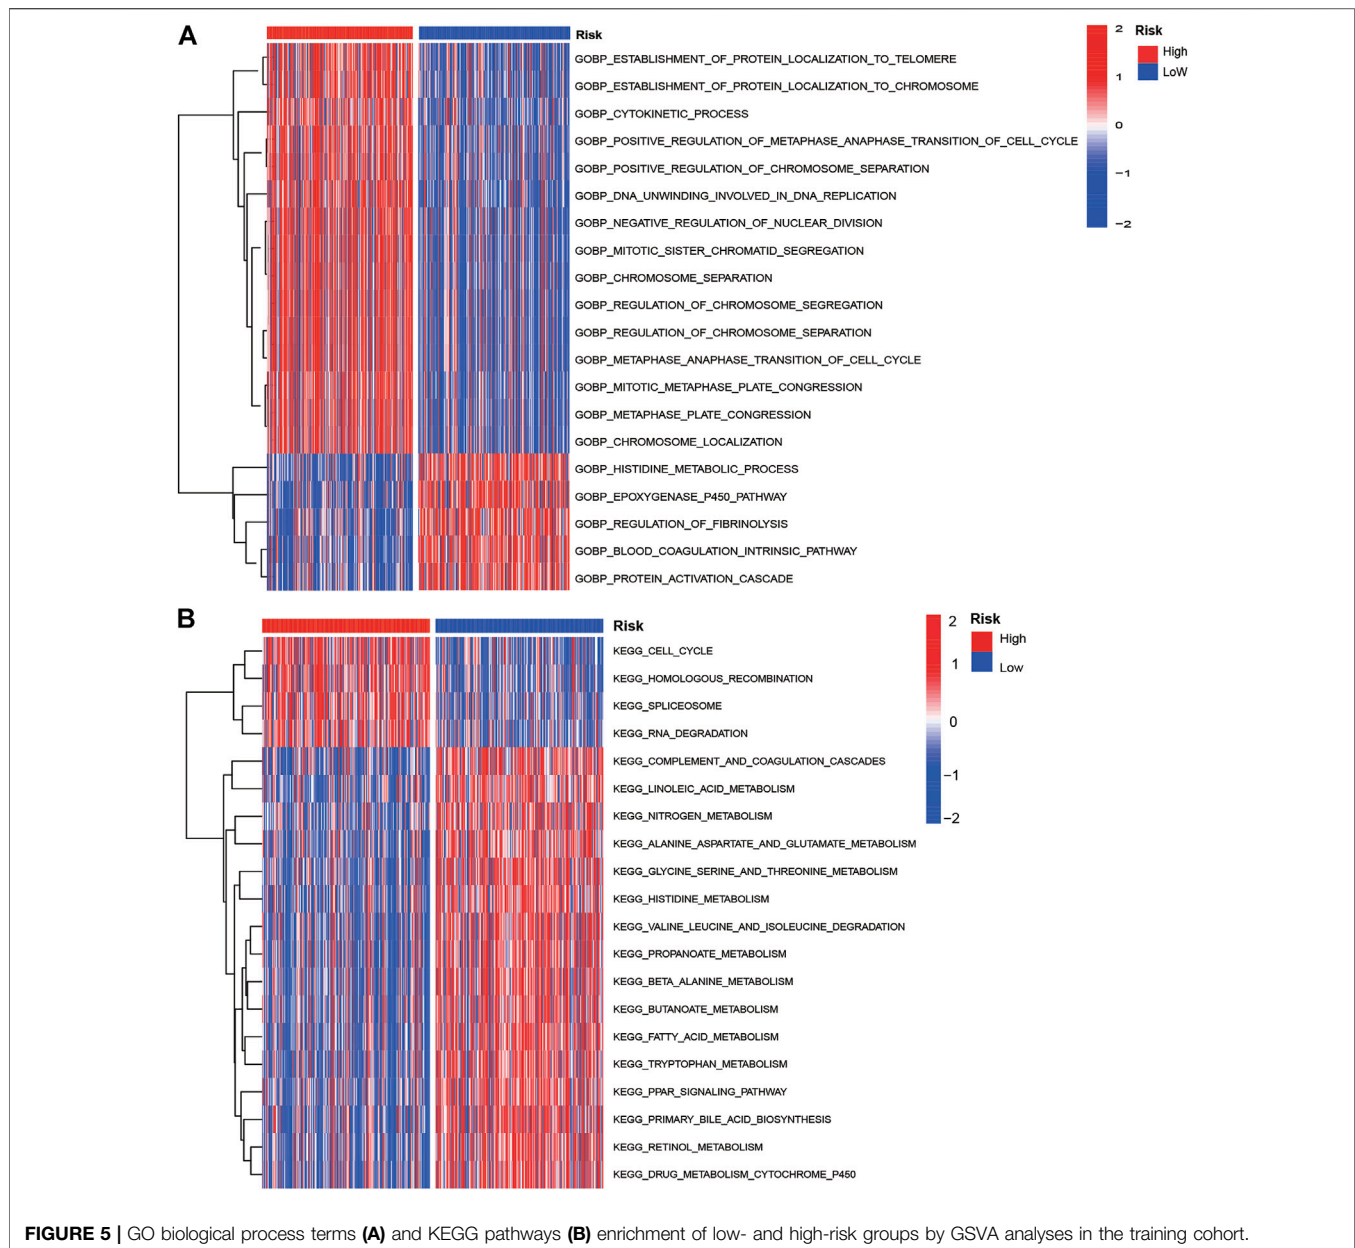 A
Risk
GOBP_ESTABLISHMENT_OF_PROTEIN_LOCALIZATION_TO_TELOMERE
GOBP_ESTABLISHMENT_OF_PROTEIN_LOCALIZATION_TO_CHROMOSOME
GOBP_CYTOKINETIC_PROCESS
GOBP_POSITIVE_REGULATION_OF_METAPHASE_ANAPHASE_TRANSITION_OF_CELL_CYCLE
GOBP_POSITIVE_REGULATION_OF_CHROMOSOME_SEPARATION
GOBP_DNA_UNWINDING_INVOLVED_IN_DNA_REPLICATION
GOBP_NEGATIVE_REGULATION_OF_NUCLEAR_DIVISION
GOBP_MITOTIC_SISTER_CHROMATID_SEGREGATION
GOBP_CHROMOSOME_SEPARATION
GOBP_REGULATION_OF_CHROMOSOME_SEGREGATION
GOBP_REGULATION_OF_CHROMOSOME_SEPARATION
GOBP_METAPHASE_ANAPHASE_TRANSITION_OF_CELL_CYCLE
GOBP_MITOTIC_METAPHASE_PLATE_CONGRESSION
GOBP_METAPHASE_PLATE_CONGRESSION
GOBP_CHROMOSOME_LOCALIZATION
GOBP_HISTIDINE_METABOLIC_PROCESS
GOBP_EPOXYGENASE_P450_PATHWAY
GOBP_REGULATION_OF_FIBRINOLYSIS
GOBP_BLOOD_COAGULATION_INTRINSIC_PATHWAY
GOBP_PROTEIN_ACTIVATION_CASCADE
2
1
0
−1
−2
Risk
High
LoW
B
Risk
KEGG_CELL_CYCLE
KEGG_HOMOLOGOUS_RECOMBINATION
KEGG_SPLICEOSOME
KEGG_RNA_DEGRADATION
KEGG_COMPLEMENT_AND_COAGULATION_CASCADES
KEGG_LINOLEIC_ACID_METABOLISM
KEGG_NITROGEN_METABOLISM
KEGG_ALANINE_ASPARTATE_AND_GLUTAMATE_METABOLISM
KEGG_GLYCINE_SERINE_AND_THREONINE_METABOLISM
KEGG_HISTIDINE_METABOLISM
KEGG_VALINE_LEUCINE_AND_ISOLEUCINE_DEGRADATION
KEGG_PROPANOATE_METABOLISM
KEGG_BETA_ALANINE_METABOLISM
KEGG_BUTANOATE_METABOLISM
KEGG_FATTY_ACID_METABOLISM
KEGG_TRYPTOPHAN_METABOLISM
KEGG_PPAR_SIGNALING_PATHWAY
KEGG_PRIMARY_BILE_ACID_BIOSYNTHESIS
KEGG_RETINOL_METABOLISM
KEGG_DRUG_METABOLISM_CYTOCHROME_P450
2
1
0
−1
−2
Risk
High
Low
FIGURE 5 | GO biological process terms (A) and KEGG pathways (B) enrichment of low- and high-risk groups by GSVA analyses in the training cohort.